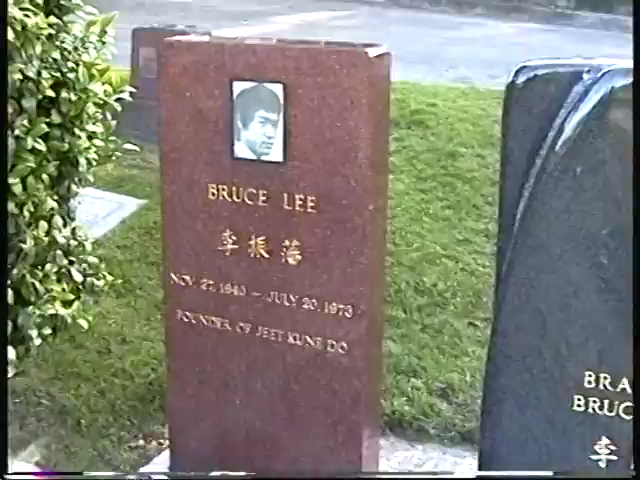 BRUCE LEE
李振藩
NOV. 27, 1940 – JULY 20, 1973
FOUNDER OF JEET KUNE DO
BRA
BRUC
李